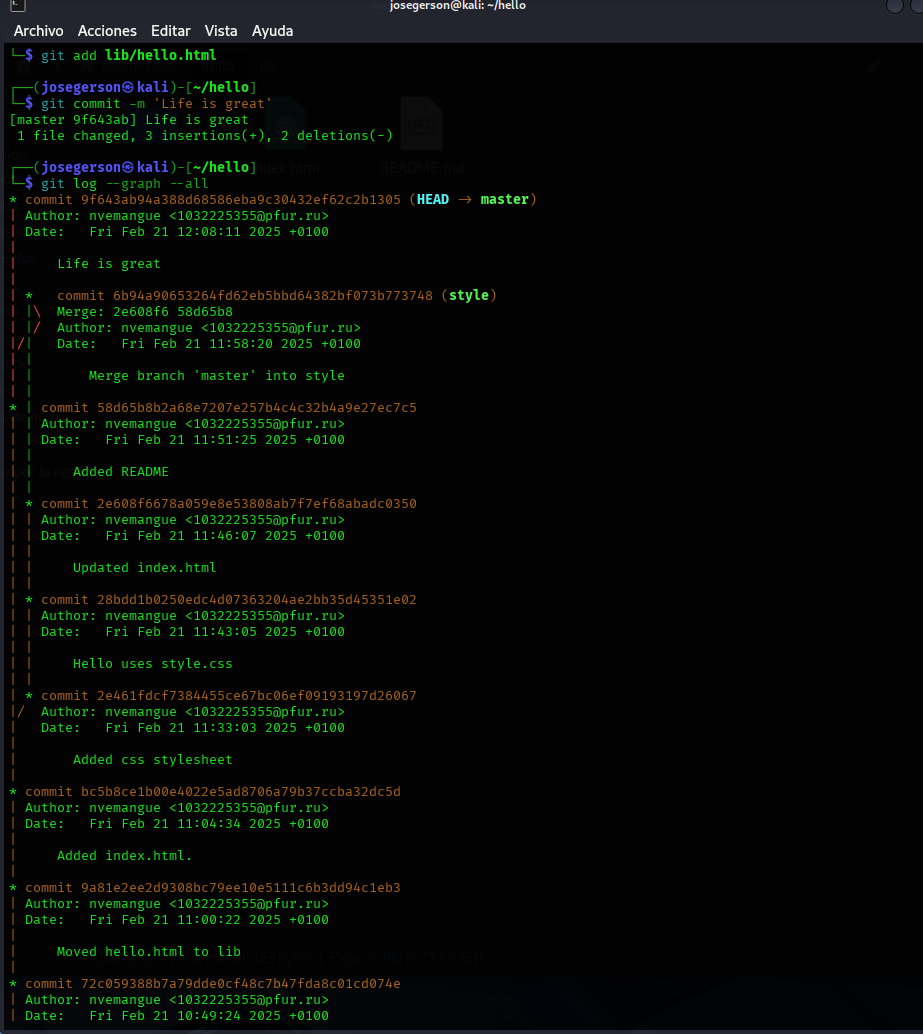 josegerson@kali: ~/hello
Archivo Acciones Editar Vista Ayuda
└─$ git add lib/hello.html
┌──(josegerson㉿kali)-[~/hello]
└─$ git commit -m 'Life is great'
[master 9f643ab] Life is great
 1 file changed, 3 insertions(+), 2 deletions(-)
┌──(josegerson㉿kali)-[~/hello]
└─$ git log --graph --all
* commit 9f643ab94a388d68586eba9c30432ef62c2b1305 (HEAD → master)
| Author: nvemangue <1032225355@pfur.ru>
| Date:   Fri Feb 21 12:08:11 2025 +0100
|
|     Life is great
|
| *   commit 6b94a90653264fd62eb5bbd64382bf073b773748 (style)
| |\  Merge: 2e608f6 58d65b8
| |/  Author: nvemangue <1032225355@pfur.ru>
|/|   Date:   Fri Feb 21 11:58:20 2025 +0100
| |
| |       Merge branch 'master' into style
| |
* | commit 58d65b8b2a68e7207e257b4c4c32b4a9e27ec7c5
| | Author: nvemangue <1032225355@pfur.ru>
| | Date:   Fri Feb 21 11:51:25 2025 +0100
| |
| |     Added README
| |
| * commit 2e608f6678a059e8e53808ab7f7ef68abadc0350
| | Author: nvemangue <1032225355@pfur.ru>
| | Date:   Fri Feb 21 11:46:07 2025 +0100
| |
| |     Updated index.html
| |
| * commit 28bdd1b0250edc4d07363204ae2bb35d45351e02
| | Author: nvemangue <1032225355@pfur.ru>
| | Date:   Fri Feb 21 11:43:05 2025 +0100
| |
| |     Hello uses style.css
| |
| * commit 2e461fdcf7384455ce67bc06ef09193197d26067
|/  Author: nvemangue <1032225355@pfur.ru>
|   Date:   Fri Feb 21 11:33:03 2025 +0100
|
|       Added css stylesheet
|
* commit bc5b8ce1b00e4022e5ad8706a79b37ccba32dc5d
| Author: nvemangue <1032225355@pfur.ru>
| Date:   Fri Feb 21 11:04:34 2025 +0100
|
|     Added index.html.
|
* commit 9a81e2ee2d9308bc79ee10e5111c6b3dd94c1eb3
| Author: nvemangue <1032225355@pfur.ru>
| Date:   Fri Feb 21 11:00:22 2025 +0100
|
|     Moved hello.html to lib
|
* commit 72c059388b7a79dde0cf48c7b47fda8c01cd074e
| Author: nvemangue <1032225355@pfur.ru>
| Date:   Fri Feb 21 10:49:24 2025 +0100
README.md